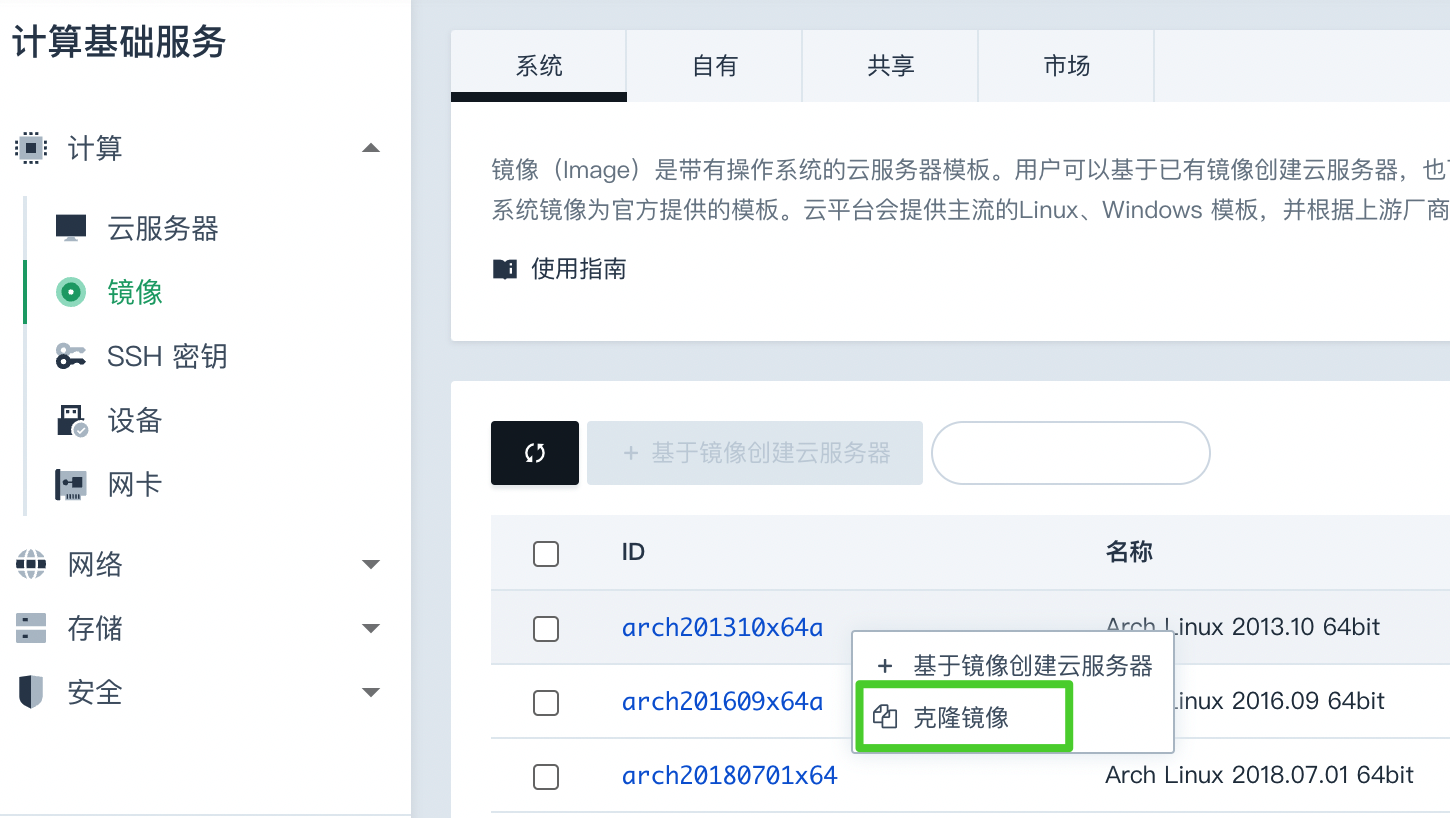 计算基础服务
计算
云服务器
镜像
SSH 密钥
设备
网卡
网络
存储
安全
系统 自有 共享 市场
镜像（Image）是带有操作系统的云服务器模板。用户可以基于已有镜像创建云服务器，也
系统镜像为官方提供的模板。云平台会提供主流的Linux、Windows 模板，并根据上游厂商
使用指南
+ 基于镜像创建云服务器
ID 名称
arch201310x64a Arch Linux 2013.10 64bit
+ 基于镜像创建云服务器
arch201609x64a Linux 2016.09 64bit
克隆镜像
arch20180701x64 Arch Linux 2018.07.01 64bit